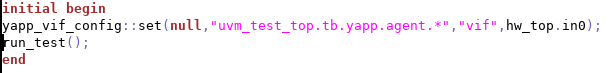 initial begin
yapp_vif_config::set(null,"uvm_test_top.tb.yapp.agent.*","vif",hw_top.in0);
run_test();
end